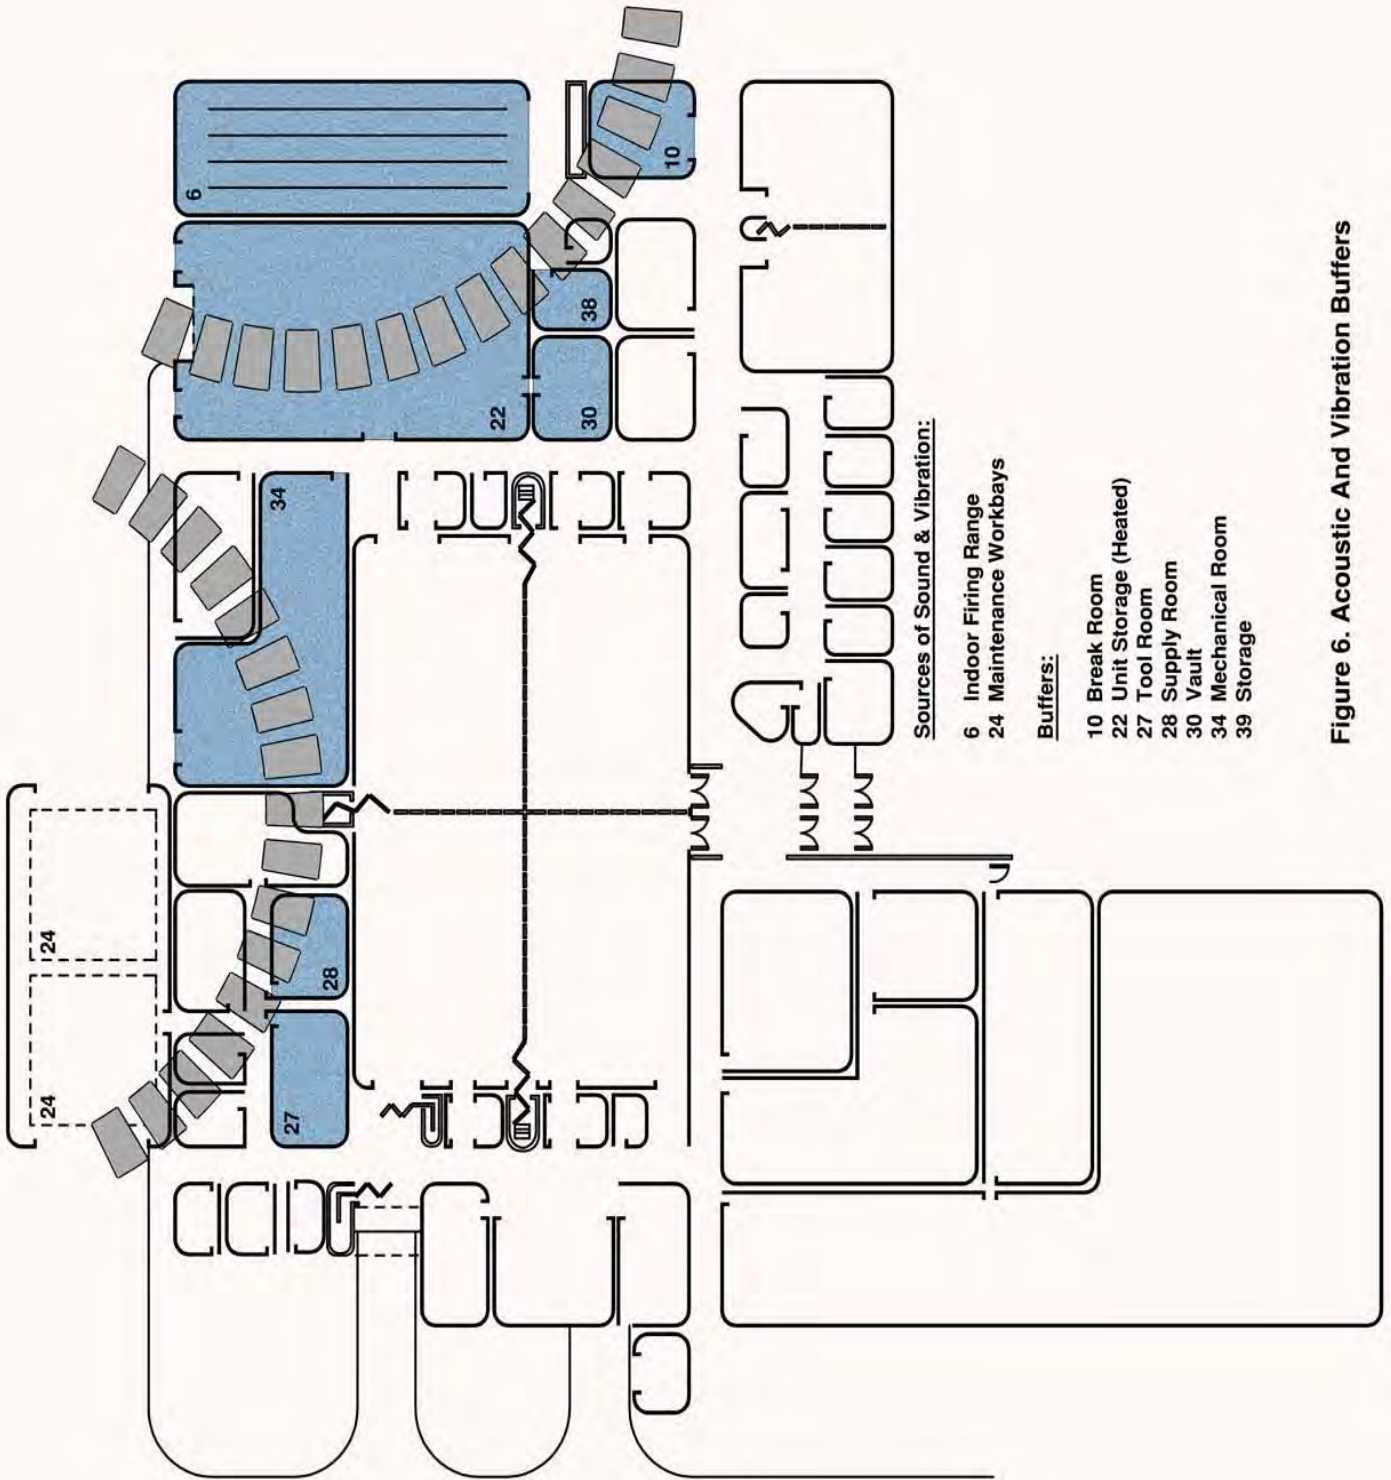 24
24
27
28
34
22
30
38
6
10
Sources of Sound & Vibration:
6 Indoor Firing Range
24 Maintenance Workbays
Buffers:
10 Break Room
22 Unit Storage (Heated)
27 Tool Room
28 Supply Room
30 Vault
34 Mechanical Room
39 Storage
Figure 6. Acoustic And Vibration Buffers